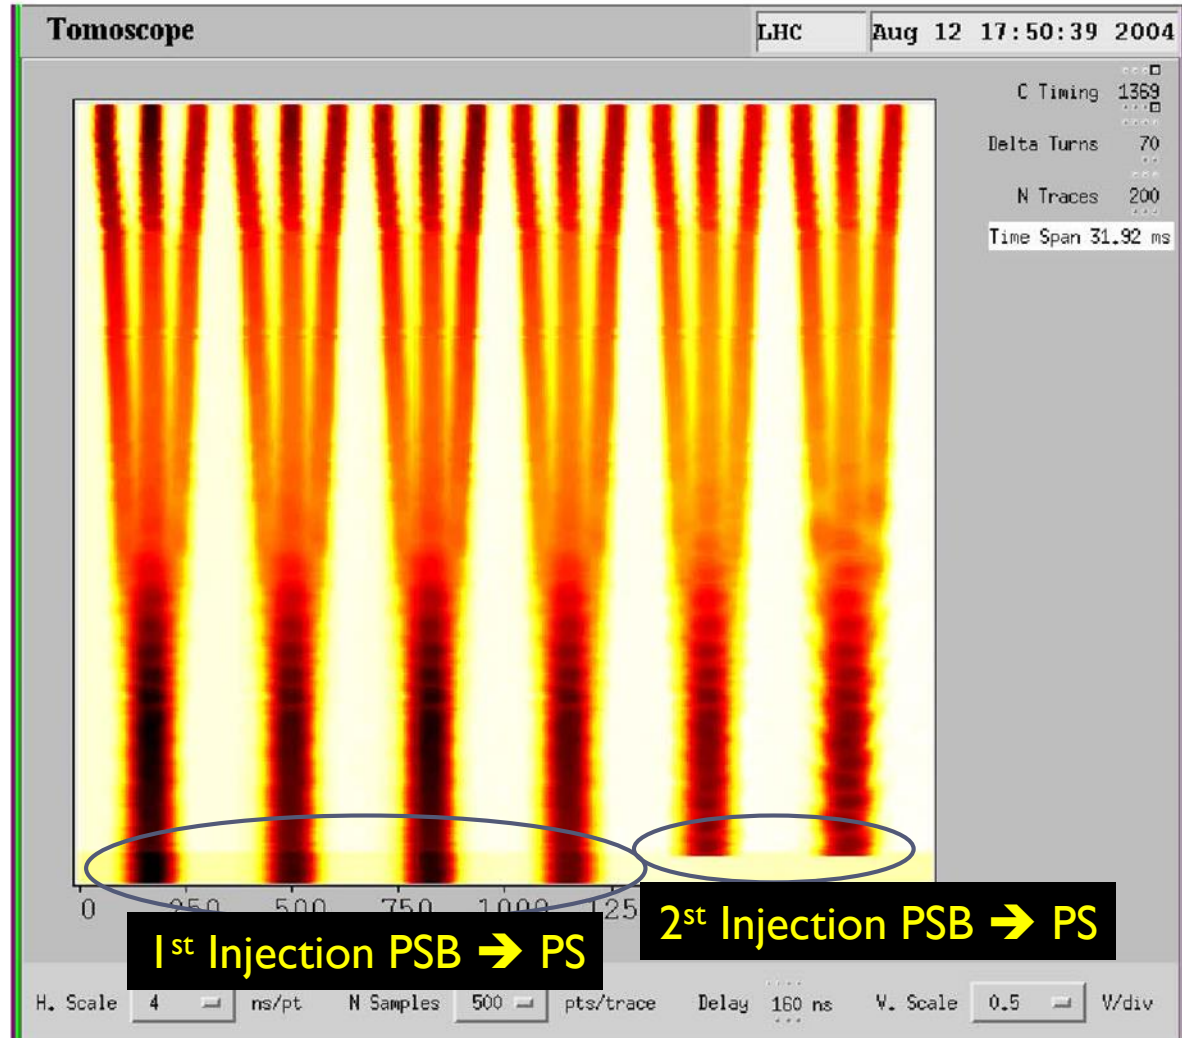 Tomoscope LHC Aug 12 17:50:39 2004
C Timing 1369
Delta Turns 70
N Traces 200
Time Span 31.92 ms
0 250 500 750 1000 125
1st Injection PSB ➔ PS
2st Injection PSB ➔ PS
H. Scale 4 ns/pt N Samples 500 pts/trace Delay 160 ns V. Scale 0.5 V/div